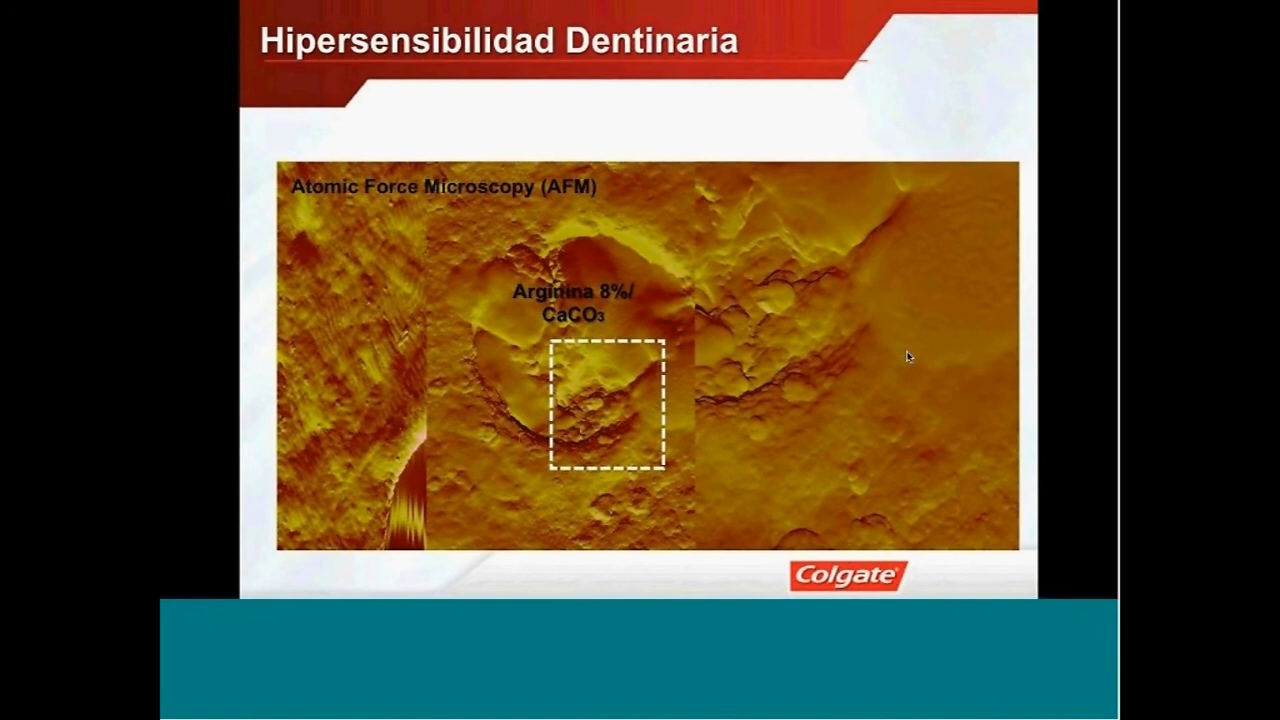 Hipersensibilidad Dentinaria
Atomic Force Microscopy (AFM)
Arginina 8%/
CaCO₃
Colgate®